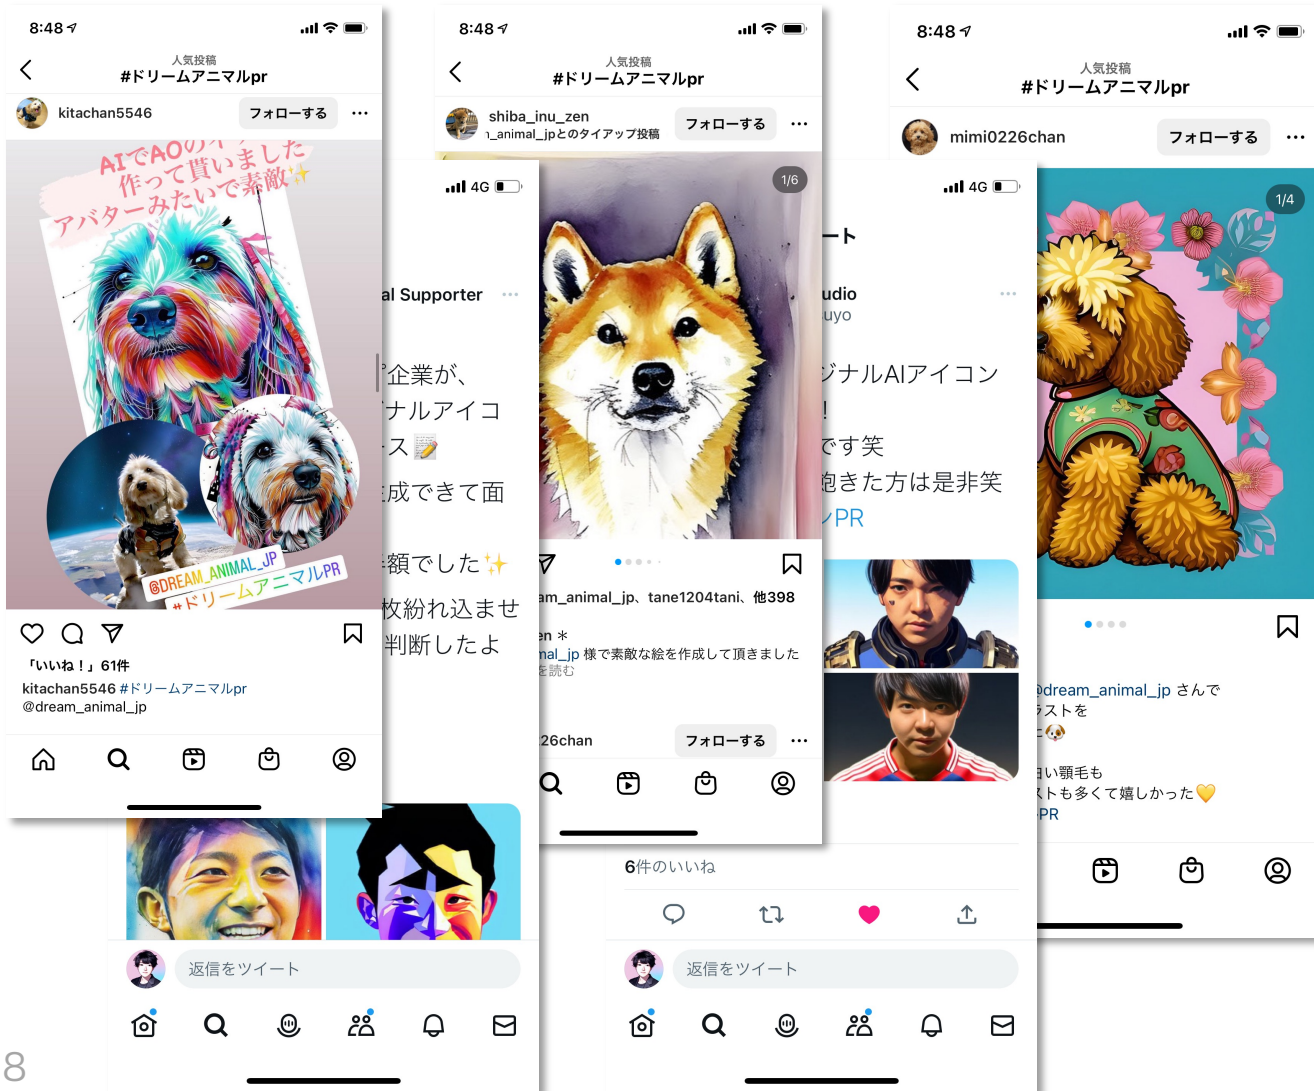 8:48
人気投稿
#ドリームアニマルpr
kitachan5546
フォローする
AIでAOの
作って貰いました
アバターみたいで素敵✨
@DREAM_ANIMAL_JP
#ドリームアニマルPR
「いいね！」61件
kitachan5546 #ドリームアニマルpr
@dream_animal_jp
4G
al Supporter
企業が、
ナルアイコ
ス📝
成できて面
額でした✨
枚紛れ込ませ
判断したよ
返信をツイート
8:48
人気投稿
#ドリームアニマルpr
shiba_inu_zen
_animal_jpとのタイアップ投稿
フォローする
1/6
am_animal_jp、tane1204tani、他398
en ＊
nal_jp 様で素敵な絵を作成して頂きました
を読む
26chan
フォローする
4G
ート
udio
uyo
ジナルAIアイコン
!
です笑
飽きた方は是非笑
PR
6件のいいね
返信をツイート
8:48
人気投稿
#ドリームアニマルpr
mimi0226chan
フォローする
1/4
@dream_animal_jp さんで
ラストを
🐶
い顎毛も
ストも多くて嬉しかった💛
PR
8